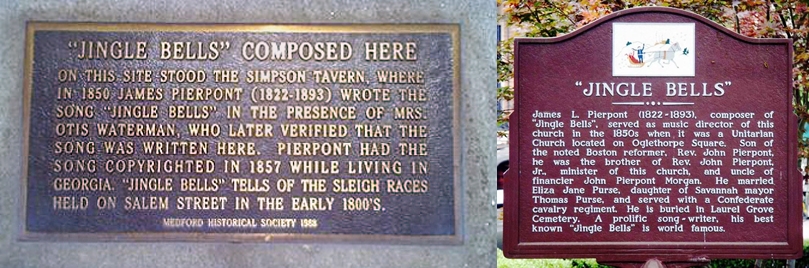 "JINGLE BELLS" COMPOSED HERE
ON THIS SITE STOOD THE SIMPSON TAVERN, WHERE
IN 1850 JAMES PIERPONT (1822-1893) WROTE THE
SONG "JINGLE BELLS" IN THE PRESENCE OF MRS.
OTIS WATERMAN, WHO LATER VERIFIED THAT THE
SONG WAS WRITTEN HERE. PIERPONT HAD THE
SONG COPYRIGHTED IN 1857 WHILE LIVING IN
GEORGIA. "JINGLE BELLS" TELLS OF THE SLEIGH RACES
HELD ON SALEM STREET IN THE EARLY 1800'S.
MEDFORD HISTORICAL SOCIETY
"JINGLE BELLS"
James L. Pierpont (1822-1893), composer of
"Jingle Bells", served as music director of this
church in the 1850s when it was a Unitarian
Church located on Oglethorpe Square. Son of
the noted Boston reformer, Rev. John Pierpont,
he was the brother of Rev. John Pierpont,
Jr., minister of this church, and uncle of
financier John Pierpont Morgan. He married
Eliza Jane Purse, daughter of Savannah mayor
Thomas Purse, and served with a Confederate
cavalry regiment. He is buried in Laurel Grove
Cemetery. A prolific song-writer, his best
known "Jingle Bells" is world famous.